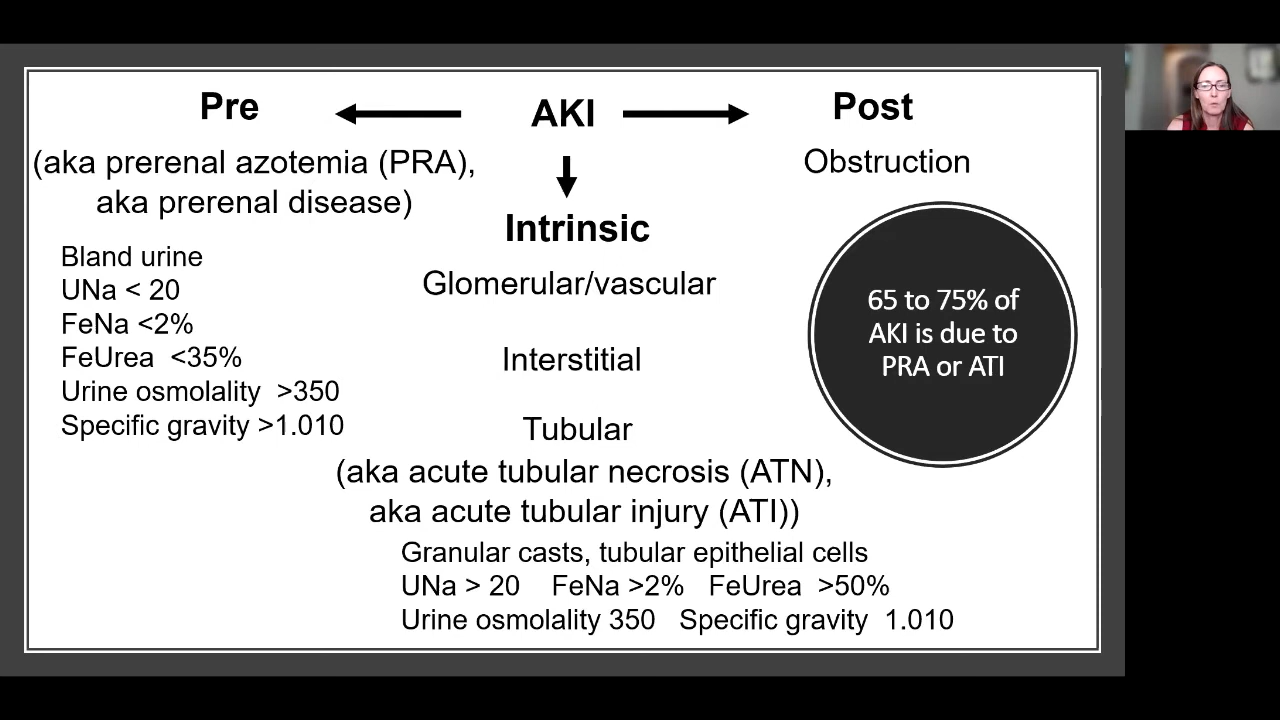 Pre
AKI
Post
(aka prerenal azotemia (PRA),
aka prerenal disease)
Bland urine
UNa < 20
FeNa <2%
FeUrea  <35%
Urine osmolality  >350
Specific gravity >1.010
Intrinsic
Glomerular/vascular
Interstitial
Tubular
(aka acute tubular necrosis (ATN),
aka acute tubular injury (ATI))
Granular casts, tubular epithelial cells
UNa > 20    FeNa >2%   FeUrea  >50%
Urine osmolality 350   Specific gravity  1.010
Obstruction
65 to 75% of
AKI is due to
PRA or ATI